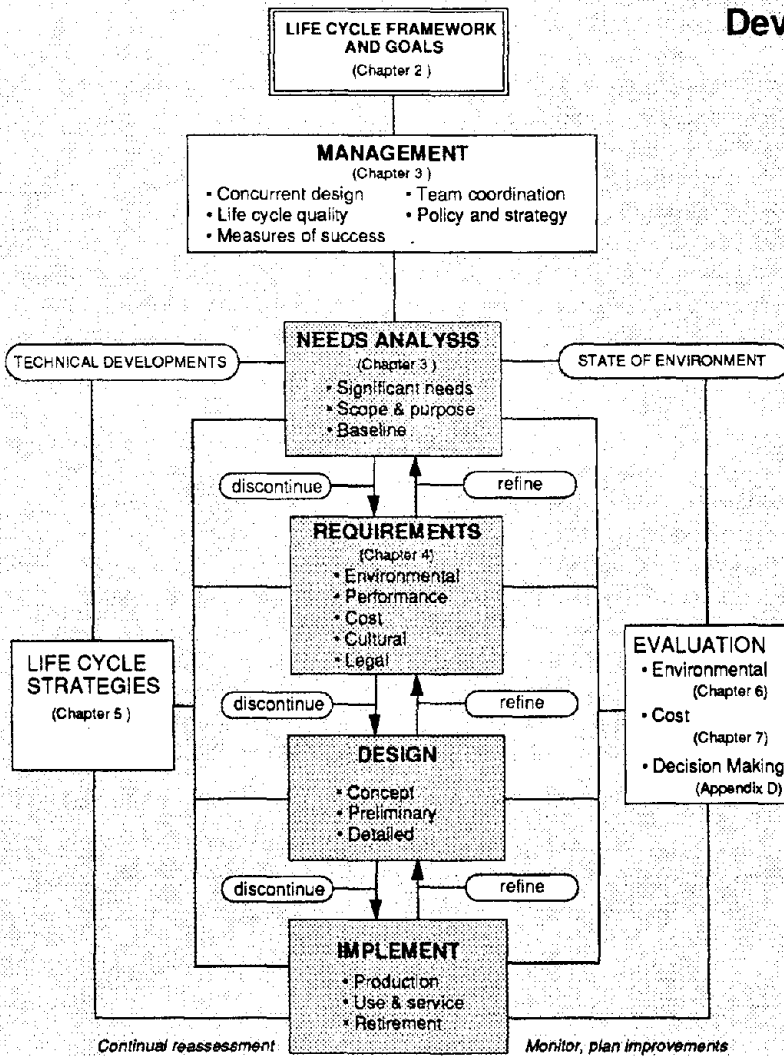 Dev
LIFE CYCLE FRAMEWORK
AND GOALS
(Chapter 2 )
MANAGEMENT
(Chapter 3 )
• Concurrent design • Team coordination
• Life cycle quality • Policy and strategy
• Measures of success
NEEDS ANALYSIS
(Chapter 3 )
• Significant needs
• Scope & purpose
• Baseline
TECHNICAL DEVELOPMENTS
STATE OF ENVIRONMENT
discontinue
refine
REQUIREMENTS
(Chapter 4)
• Environmental
• Performance
• Cost
• Cultural
• Legal
LIFE CYCLE
STRATEGIES
(Chapter 5 )
EVALUATION
• Environmental
(Chapter 6)
• Cost
(Chapter 7)
• Decision Making
(Appendix D)
discontinue
refine
DESIGN
• Concept
• Preliminary
• Detailed
discontinue
refine
IMPLEMENT
• Production
• Use & service
• Retirement
Continual reassessment
Monitor, plan improvements